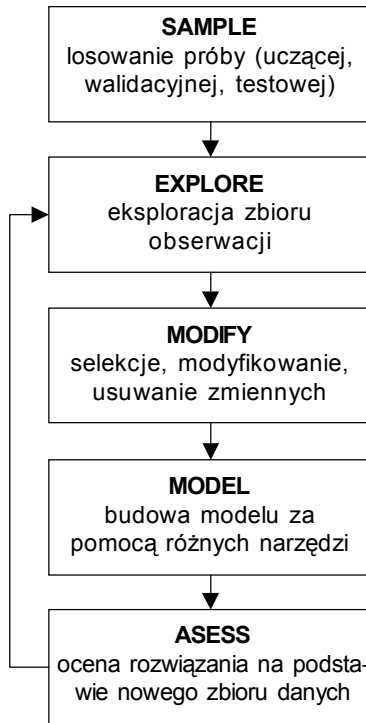 SAMPLE
losowanie próby (uczącej,
walidacyjnej, testowej)
EXPLORE
eksploracja zbioru
obserwacji
MODIFY
selekcje, modyfikowanie,
usuwanie zmiennych
MODEL
budowa modelu za
pomocą różnych narzędzi
ASESS
ocena rozwiązania na podsta-
wie nowego zbioru danych